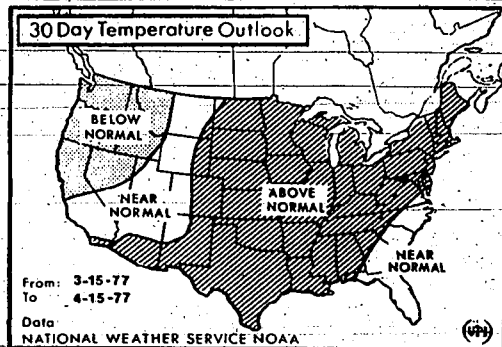 30 Day Temperature Outlook
BELOW
NORMAL
NEAR
NORMAL
ABOVE
NORMAL
NEAR
NORMAL
From: 3-15-77
To 4-15-77
Data
NATIONAL WEATHER SERVICE NOAA
UPI